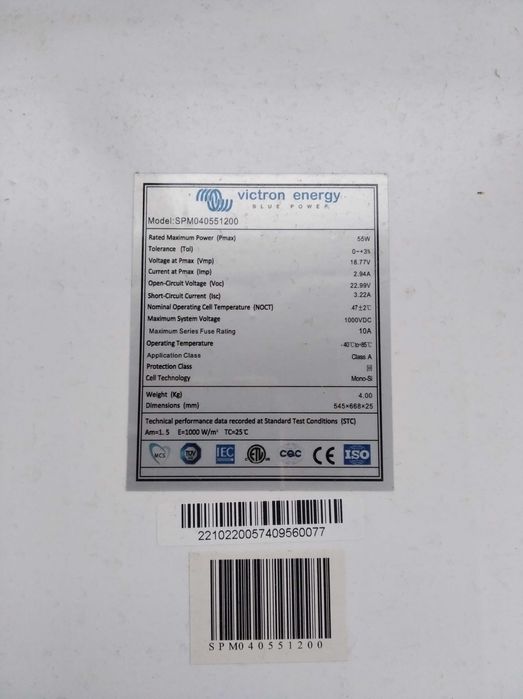 victron energy
BLUE POWER
Model:SPM040551200
Rated Maximum Power (Pmax) 55W
Tolerance (Tol) 0~+3%
Voltage at Pmax (Vmp) 18.77V
Current at Pmax (Imp) 2.94A
Open-Circuit Voltage (Voc) 22.99V
Short-Circuit Current (Isc) 3.22A
Nominal Operating Cell Temperature (NOCT) 47±2℃
Maximum System Voltage 1000VDC
Maximum Series Fuse Rating 10A
Operating Temperature -40℃to+85℃
Application Class Class A
Protection Class II
Cell Technology Mono-Si
Weight (Kg) 4.00
Dimensions (mm) 545×668×25
Technical performance data recorded at Standard Test Conditions (STC)
Am=1. 5 E=1000 W/m² TC=25℃
MCS TÜV IEC ETL CQC CE ISO
2210220057409560077
SPM040551200